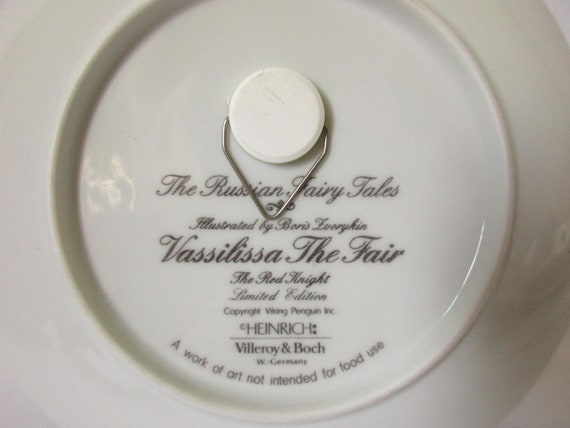 The Russian Fairy Tales
Illustrated by Boris Zvorykin
Vassilissa The Fair
The Red Knight
Limited Edition
Copyright Viking Penguin Inc.
©HEINRICH
Villeroy & Boch
W.-Germany
A work of art not intended for food use